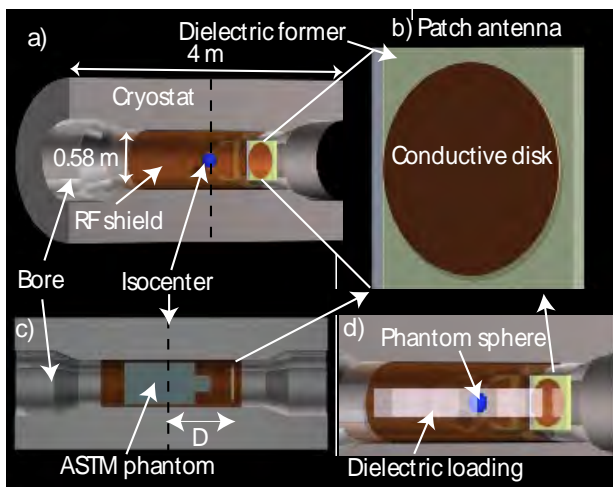 a)
Dielectric former
b) Patch antenna
4 m
Cryostat
0.58 m
Conductive disk
RF shield
Bore
Isocenter
c)
d)
Phantom sphere
D
ASTM phantom
Dielectric loading